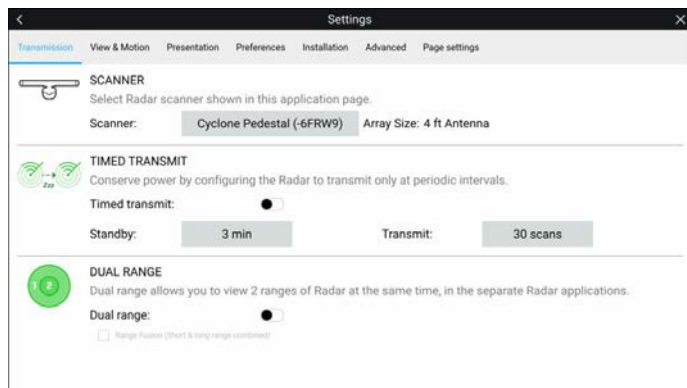 Settings
Transmission View & Motion Presentation Preferences Installation Advanced Page settings
SCANNER
Select Radar scanner shown in this application page.
Scanner: Cyclone Pedestal (-6FRW9) Array Size: 4 ft Antenna
TIMED TRANSMIT
Conserve power by configuring the Radar to transmit only at periodic intervals.
Zzz
Timed transmit:
Standby: 3 min Transmit: 30 scans
DUAL RANGE
Dual range allows you to view 2 ranges of Radar at the same time, in the separate Radar applications.
1 2
Dual range:
Range Fusion (Short & long range combined)